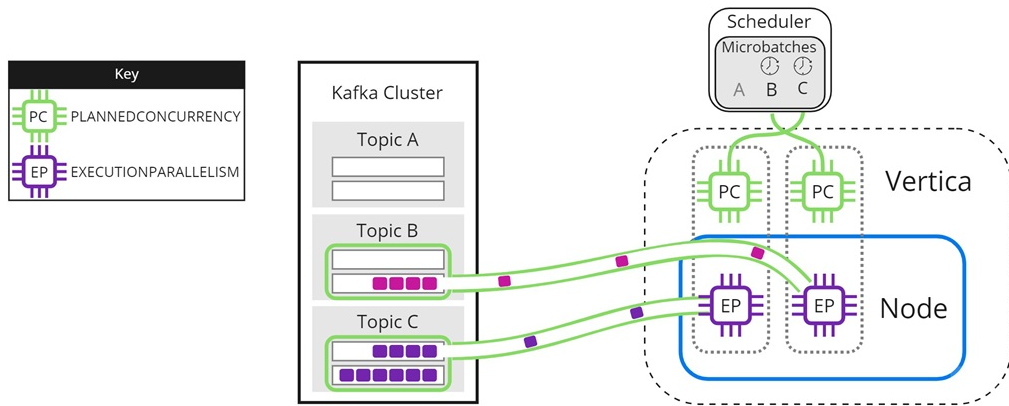 Key
PC PLANNEDCONCURRENCY
EP EXECUTIONPARALLELISM
Kafka Cluster
Topic A
Topic B
Topic C
Scheduler
Microbatches
A B C
PC PC
Vertica
EP EP
Node